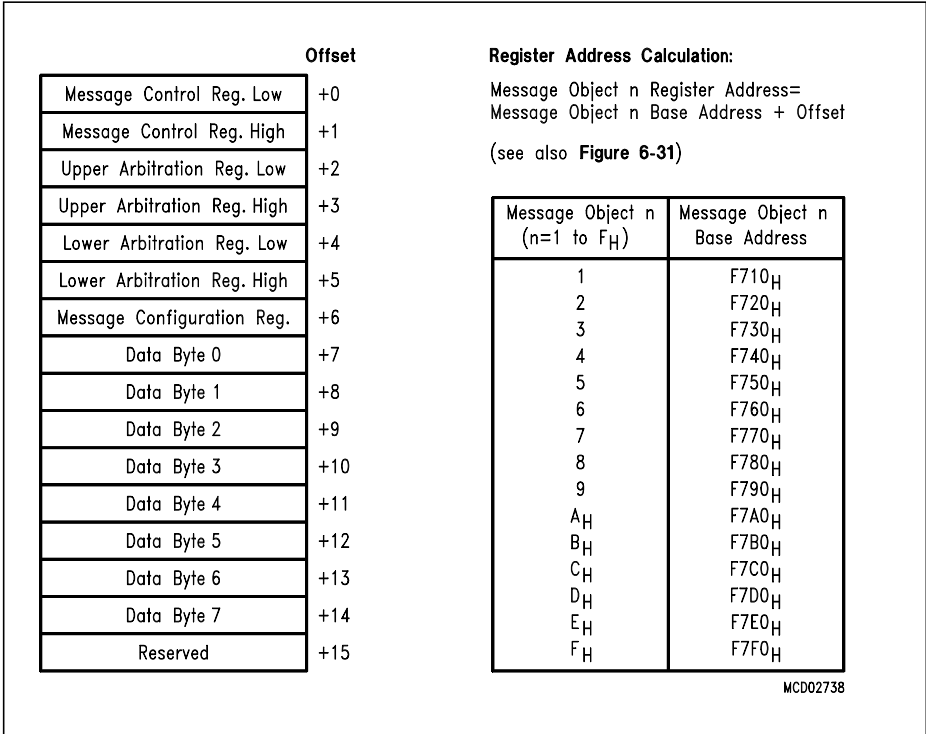 Offset
Message Control Reg. Low +0
Message Control Reg. High +1
Upper Arbitration Reg. Low +2
Upper Arbitration Reg. High +3
Lower Arbitration Reg. Low +4
Lower Arbitration Reg. High +5
Message Configuration Reg. +6
Data Byte 0 +7
Data Byte 1 +8
Data Byte 2 +9
Data Byte 3 +10
Data Byte 4 +11
Data Byte 5 +12
Data Byte 6 +13
Data Byte 7 +14
Reserved +15
Register Address Calculation:
Message Object n Register Address=
Message Object n Base Address + Offset
(see also Figure 6-31)
Message Object n Message Object n
(n=1 to FH) Base Address
1 F710H
2 F720H
3 F730H
4 F740H
5 F750H
6 F760H
7 F770H
8 F780H
9 F790H
AH F7A0H
BH F7B0H
CH F7C0H
DH F7D0H
EH F7E0H
FH F7F0H
MCD02738